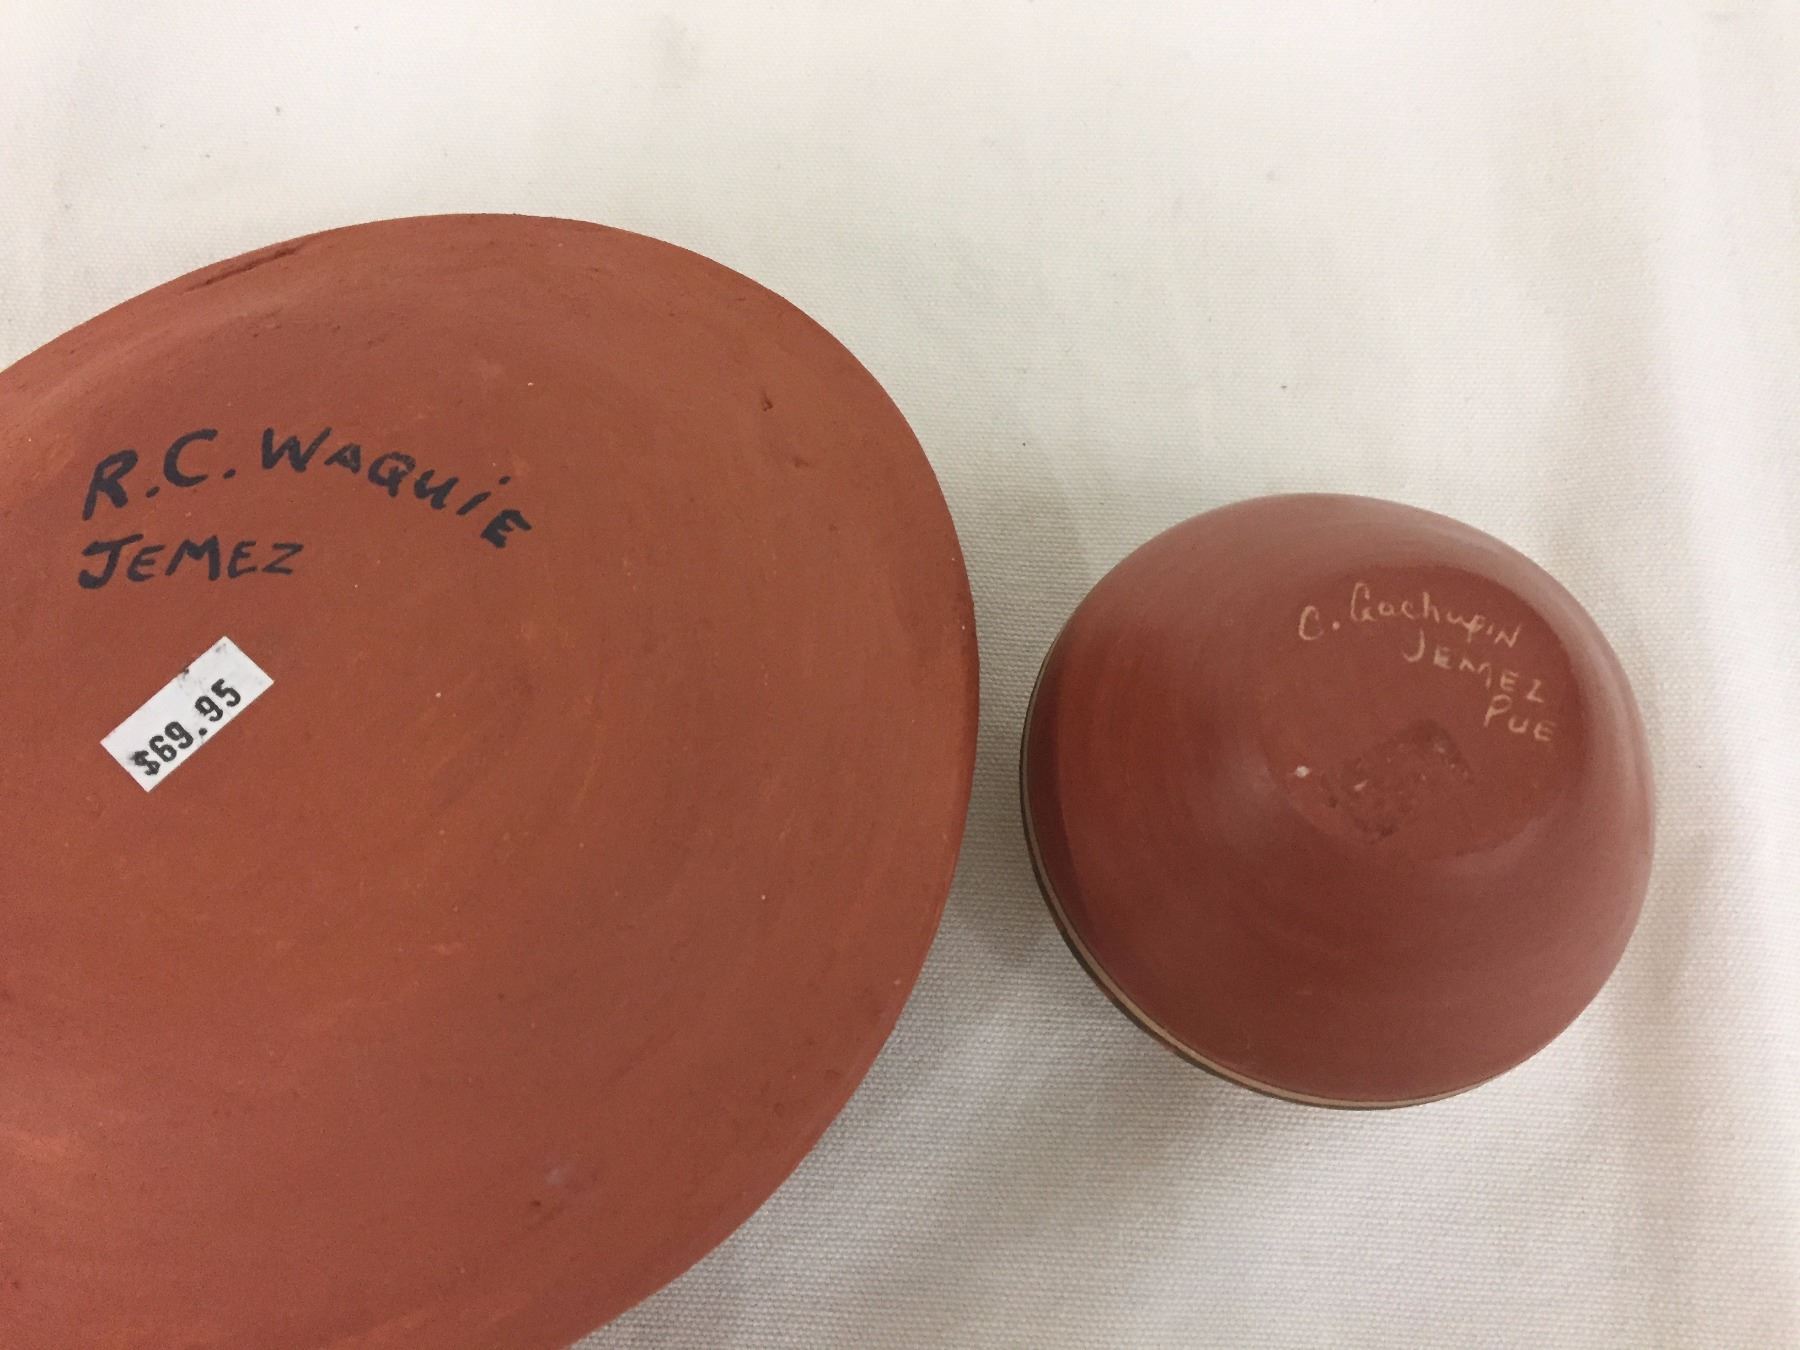 R.C. WAQUiE
JEMEZ
$69.95
C. Gachupin
JEMEZ
PUE